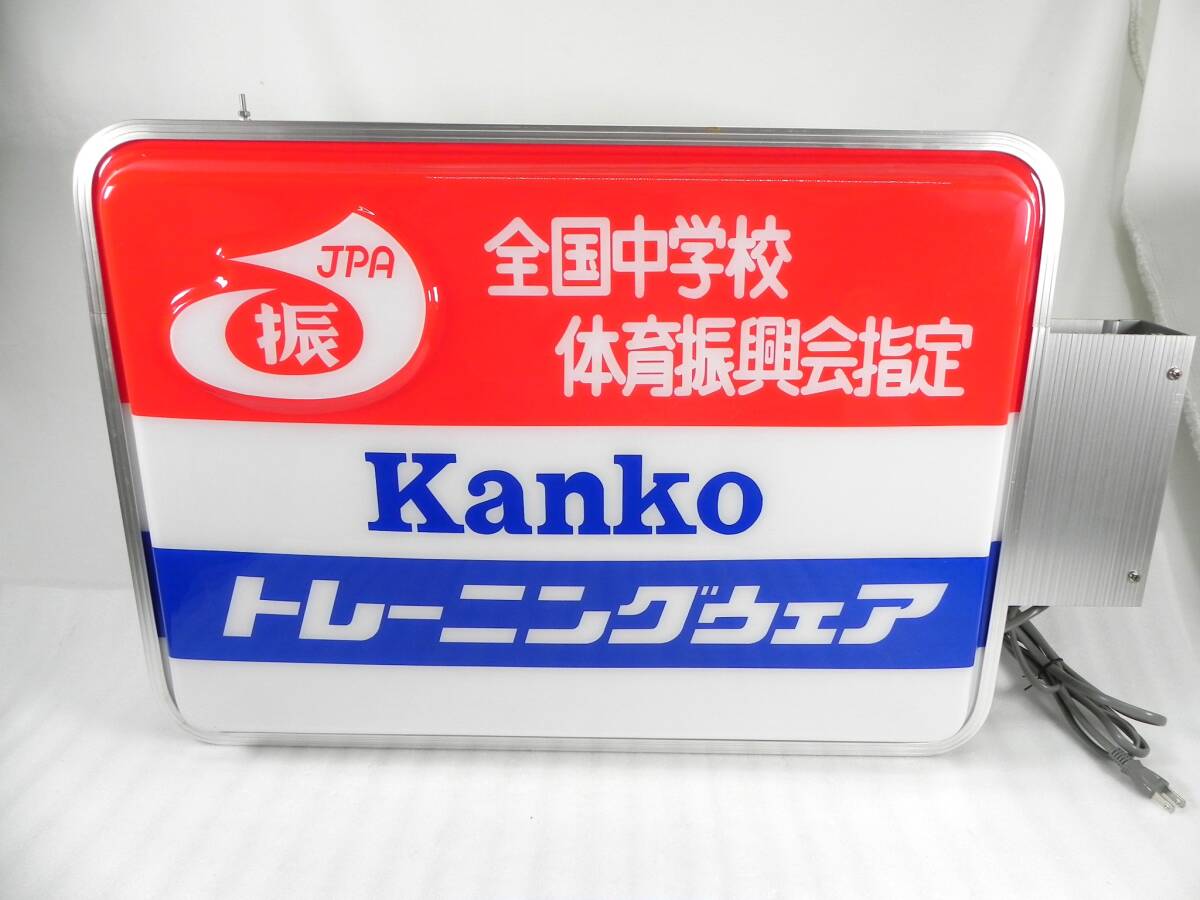 JPA
振
全国中学校
体育振興会指定
Kanko
トレーニングウェア